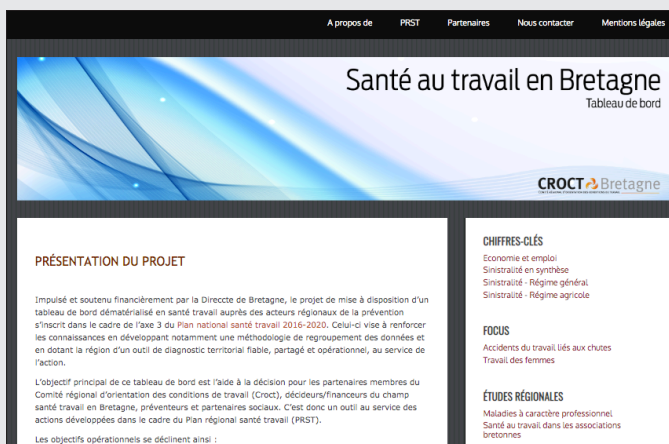 A propos de PRST Partenaires Nous contacter Mentions légales
Santé au travail en Bretagne
Tableau de bord
CROCT Bretagne
PRÉSENTATION DU PROJET
Impulsé et soutenu financièrement par la Direccte de Bretagne, le projet de mise à disposition d'un
tableau de bord dématérialisé en santé travail auprès des acteurs régionaux de la prévention
s'inscrit dans le cadre de l'axe 3 du Plan national santé travail 2016-2020. Celui-ci vise à renforcer
les connaissances en développant notamment une méthodologie de regroupement des données et
en dotant la région d'un outil de diagnostic territorial fiable, partagé et opérationnel, au service de
l'action.
L'objectif principal de ce tableau de bord est l'aide à la décision pour les partenaires membres du
Comité régional d'orientation des conditions de travail (Croct), décideurs/financeurs du champ
santé travail en Bretagne, préventeurs et partenaires sociaux. C'est donc un outil au service des
actions développées dans le cadre du Plan régional santé travail (PRST).
Les objectifs opérationnels se déclinent ainsi :
CHIFFRES-CLÉS
Economie et emploi
Sinistralité en synthèse
Sinistralité - Régime général
Sinistralité - Régime agricole
FOCUS
Accidents du travail liés aux chutes
Travail des femmes
ÉTUDES RÉGIONALES
Maladies à caractère professionnel
Santé au travail dans les associations
bretonnes